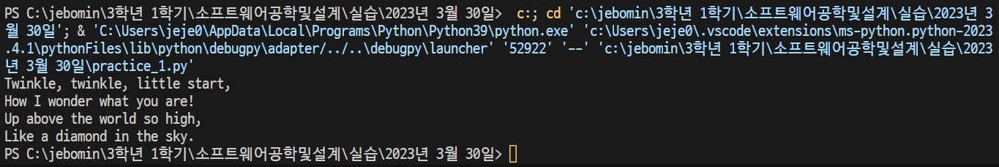 PS C:\jebomin\3학년 1학기\소프트웨어공학및설계\실습\2023년 3월 30일>  c:; cd 'c:\jebomin\3학년 1학기\소프트웨어공학및설계\실습\2023년 3
월 30일'; & 'C:\Users\jeje0\AppData\Local\Programs\Python\Python39\python.exe' 'c:\Users\jeje0\.vscode\extensions\ms-python.python-2023
.4.1\pythonFiles\lib\python\debugpy\adapter/../..\debugpy\launcher' '52922' '--' 'c:\jebomin\3학년 1학기\소프트웨어공학및설계\실습\2023
년 3월 30일\practice_1.py'
Twinkle, twinkle, little start,
How I wonder what you are!
Up above the world so high,
Like a diamond in the sky.
PS C:\jebomin\3학년 1학기\소프트웨어공학및설계\실습\2023년 3월 30일>